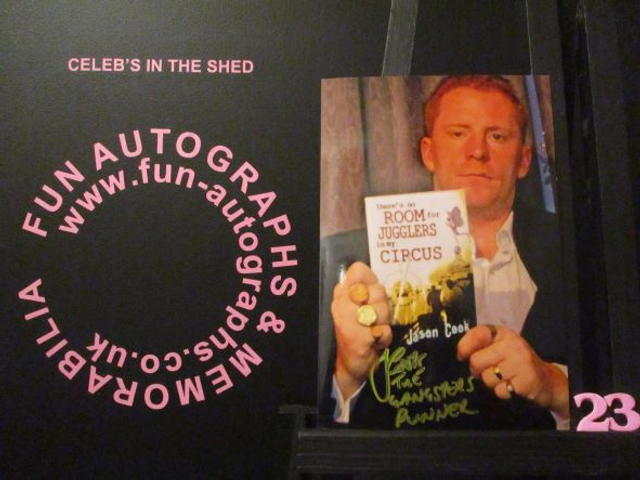 CELEB'S IN THE SHED
FUN AUTOGRAPHS & MEMORABILIA
www.fun-autographs.co.uk
there's no
ROOM for
JUGGLERS
in my
CIRCUS
Jason Cook
THE
GANGSTERS
RUNNER
23